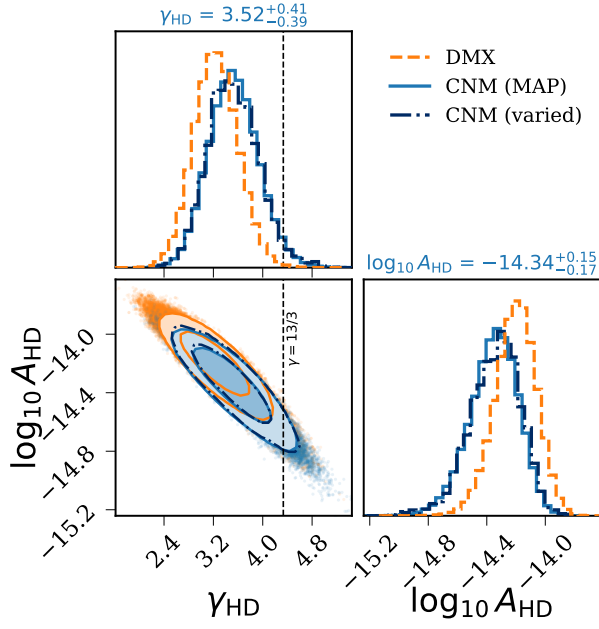 γHD = 3.52+0.41−0.39
DMX
CNM (MAP)
CNM (varied)
log10 AHD = −14.34+0.15−0.17
γ = 13/3
log10 AHD
−14.0
−14.4
−14.8
−15.2
2.4 3.2 4.0 4.8
γHD
−15.2 −14.8 −14.4 −14.0
log10 AHD